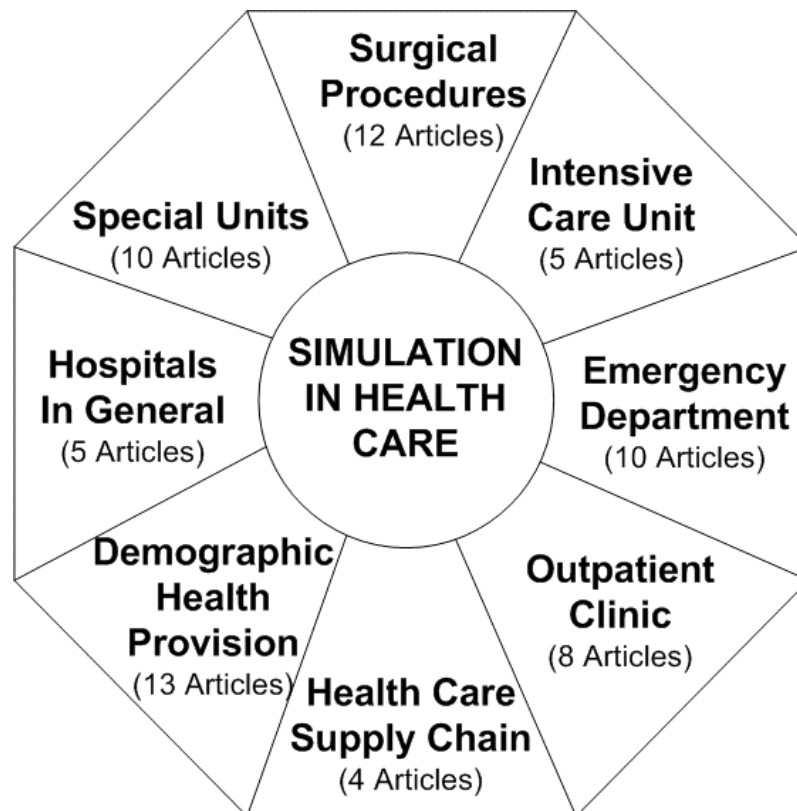 Surgical
Procedures
(12 Articles)
Intensive
Care Unit
(5 Articles)
Emergency
Department
(10 Articles)
Outpatient
Clinic
(8 Articles)
Health Care
Supply Chain
(4 Articles)
Demographic
Health
Provision
(13 Articles)
Hospitals
In General
(5 Articles)
Special Units
(10 Articles)
SIMULATION
IN HEALTH
CARE